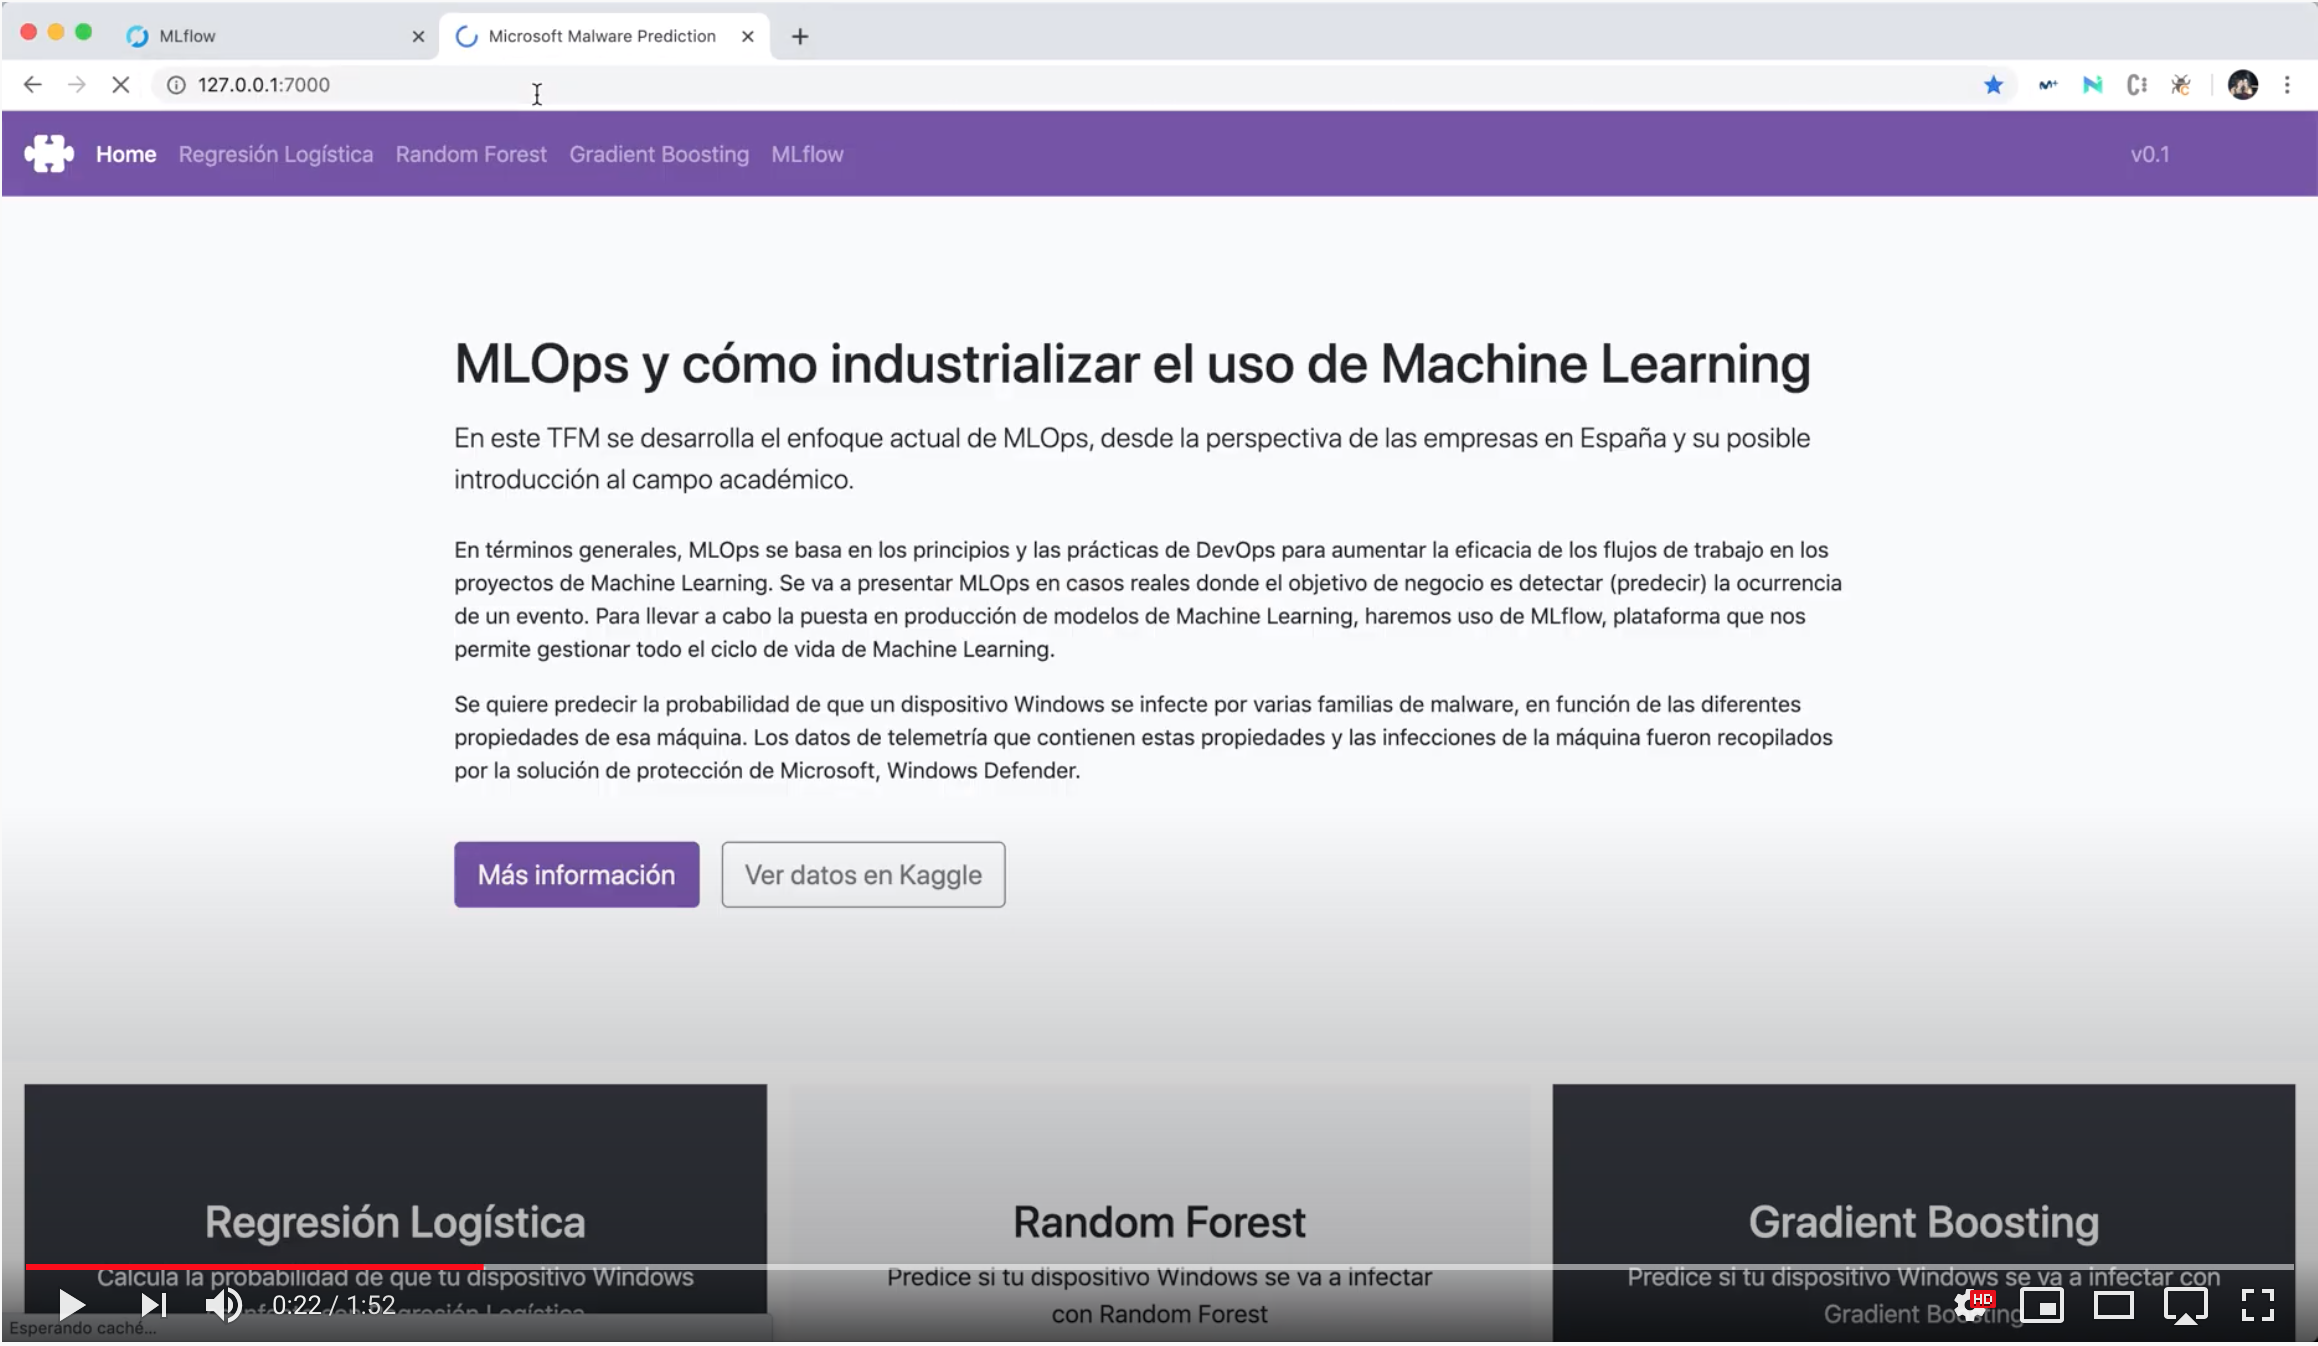 MLflow
Microsoft Malware Prediction
127.0.0.1:7000
Home Regresión Logística Random Forest Gradient Boosting MLflow v0.1
MLOps y cómo industrializar el uso de Machine Learning
En este TFM se desarrolla el enfoque actual de MLOps, desde la perspectiva de las empresas en España y su posible
introducción al campo académico.
En términos generales, MLOps se basa en los principios y las prácticas de DevOps para aumentar la eficacia de los flujos de trabajo en los
proyectos de Machine Learning. Se va a presentar MLOps en casos reales donde el objetivo de negocio es detectar (predecir) la ocurrencia
de un evento. Para llevar a cabo la puesta en producción de modelos de Machine Learning, haremos uso de MLflow, plataforma que nos
permite gestionar todo el ciclo de vida de Machine Learning.
Se quiere predecir la probabilidad de que un dispositivo Windows se infecte por varias familias de malware, en función de las diferentes
propiedades de esa máquina. Los datos de telemetría que contienen estas propiedades y las infecciones de la máquina fueron recopilados
por la solución de protección de Microsoft, Windows Defender.
Más información
Ver datos en Kaggle
Regresión Logística
Calcula la probabilidad de que tu dispositivo Windows
Regresión Logística
Random Forest
Predice si tu dispositivo Windows se va a infectar
con Random Forest
Gradient Boosting
Predice si tu dispositivo Windows se va a infectar con
Gradient Boosting
0:22 / 1:52
HD
Esperando caché...